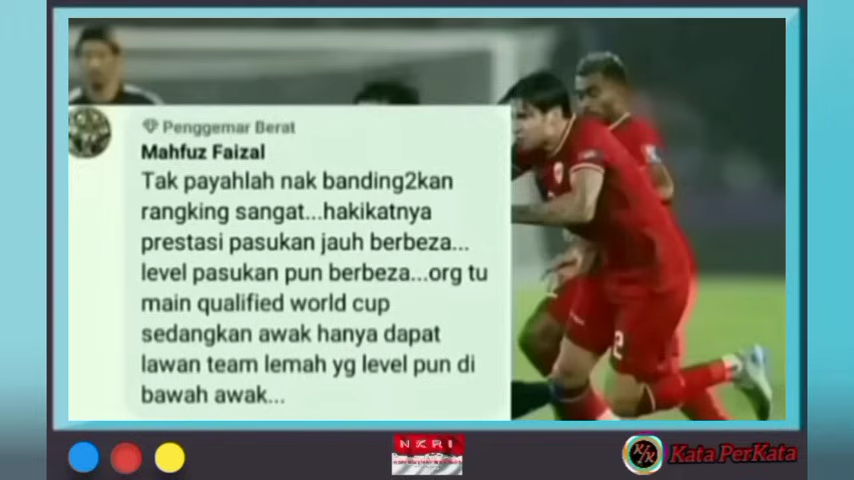 Penggemar Berat
Mahfuz Faizal
Tak payahlah nak banding2kan
rangking sangat...hakikatnya
prestasi pasukan jauh berbeza...
level pasukan pun berbeza...org tu
main qualified world cup
sedangkan awak hanya dapat
lawan team lemah yg level pun di
bawah awak...
2
NKRI
K/K Kata PerKata